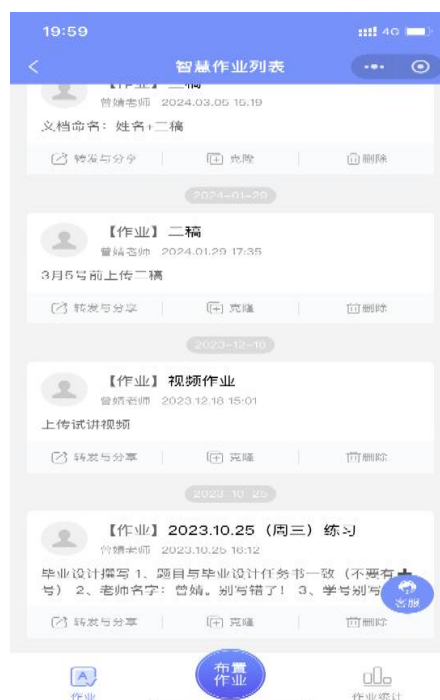 19:59
4G
智慧作业列表
【作业】二稿
曾婧老师 2024.03.05 15:19
文档命名：姓名+二稿
转发与分享 克隆 删除
2024-01-29
【作业】二稿
曾婧老师 2024.01.29 17:35
3月5号前上传二稿
转发与分享 克隆 删除
【作业】视频作业
曾婧老师 2023.12.18 15:01
上传试讲视频
转发与分享 克隆 删除
2023-10-25
【作业】2023.10.25（周三）练习
曾婧老师 2023.10.25 16:12
毕业设计撰写 1、题目与毕业设计任务书一致（不要有
号） 2、老师名字：曾婧。别写错了！ 3、学号别写
客服
转发与分享 克隆 删除
布置
作业
作业 作业统计